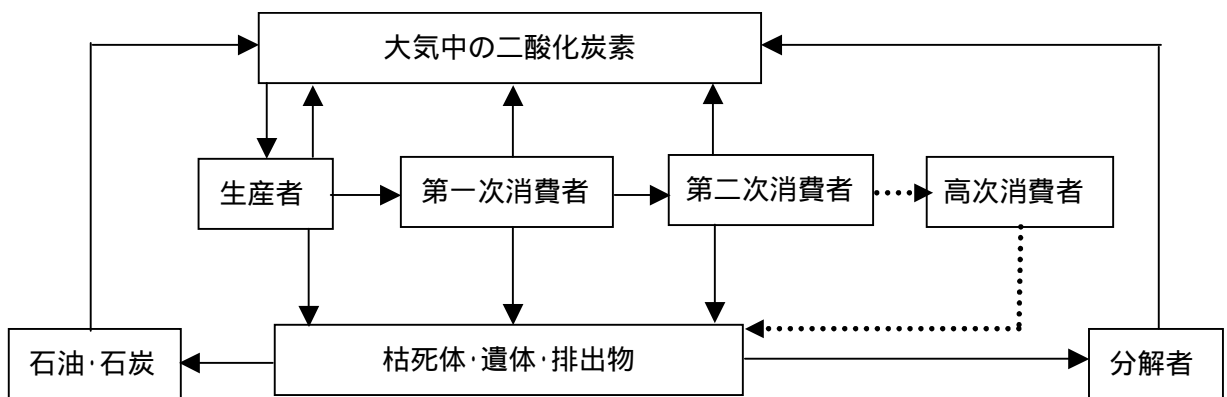 大気中の二酸化炭素
生産者
第一次消費者
第二次消費者
高次消費者
石油·石炭
枯死体·遺体·排出物
分解者